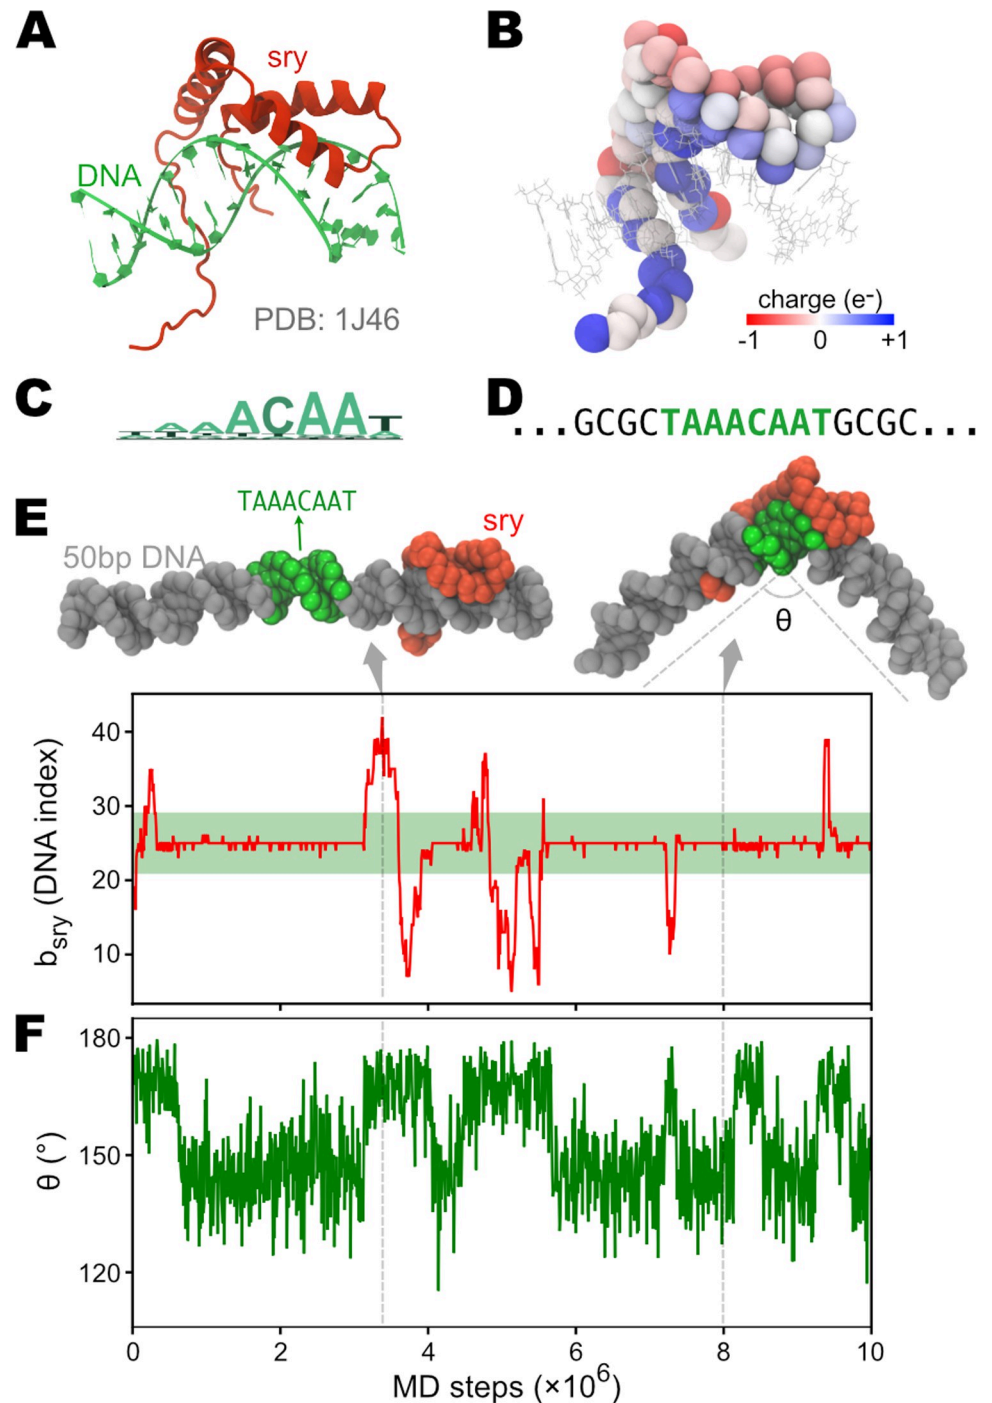 A
sry
DNA
PDB: 1J46
B
charge (e⁻)
-1 0 +1
C
TAAACAAT
D
...GCGCTAAACAATGCGC...
E
TAAACAAT
sry
50bp DNA
θ
b_sry (DNA index)
40
30
20
10
F
θ (°)
180
150
120
0 2 4 6 8 10
MD steps (×10⁶)